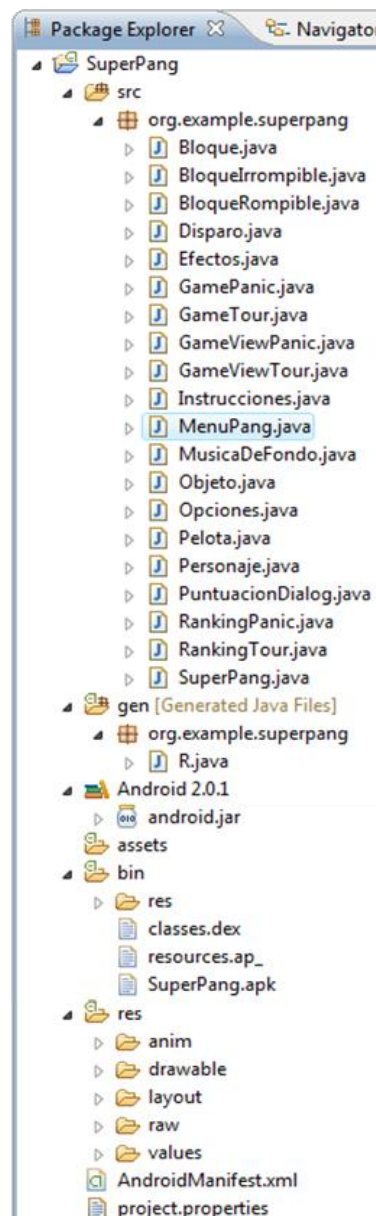 Package Explorer Navigator
SuperPang
src
org.example.superpang
Bloque.java
BloqueIrrompible.java
BloqueRompible.java
Disparo.java
Efectos.java
GamePanic.java
GameTour.java
GameViewPanic.java
GameViewTour.java
Instrucciones.java
MenuPang.java
MusicaDeFondo.java
Objeto.java
Opciones.java
Pelota.java
Personaje.java
PuntuacionDialog.java
RankingPanic.java
RankingTour.java
SuperPang.java
gen [Generated Java Files]
org.example.superpang
R.java
Android 2.0.1
android.jar
assets
bin
res
classes.dex
resources.ap_
SuperPang.apk
res
anim
drawable
layout
raw
values
AndroidManifest.xml
project.properties